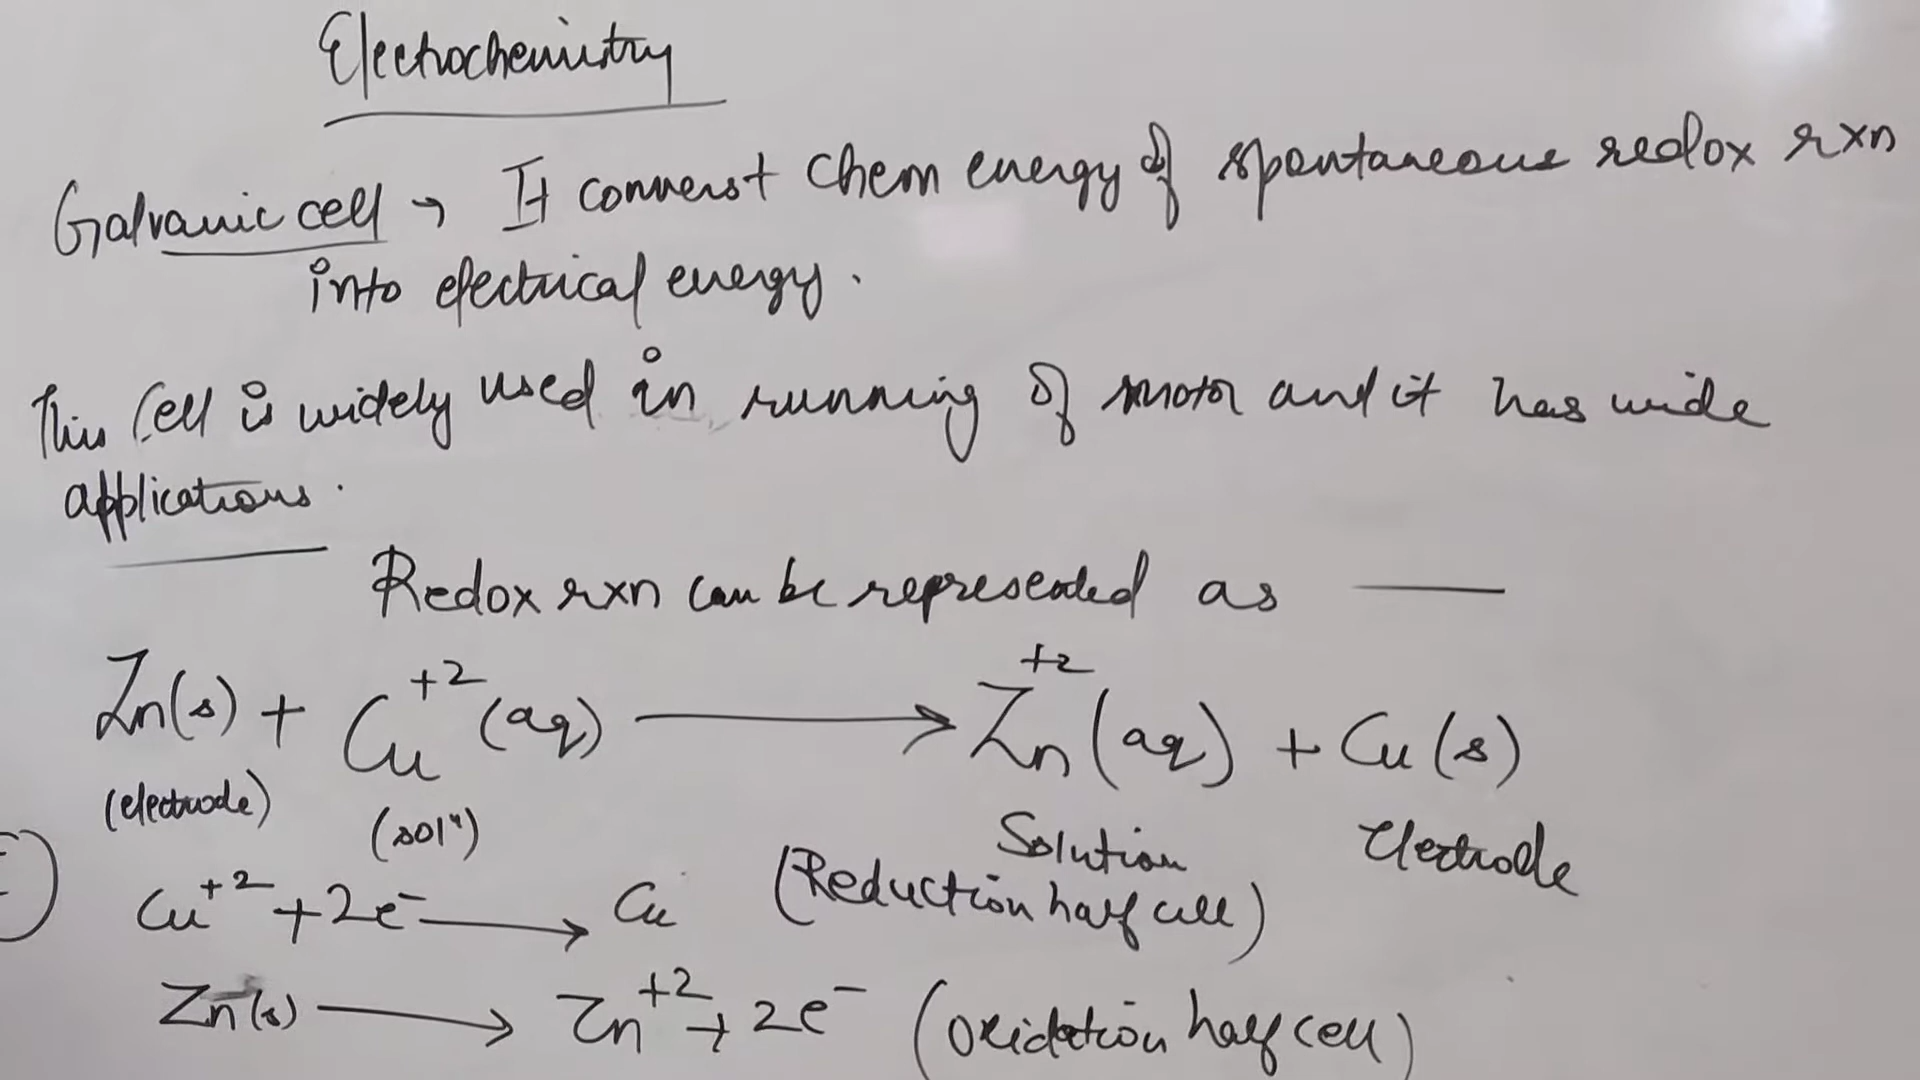 Electrochemistry
Galvanic cell → It converst chem energy of spontaneous redox rxn
into electrical energy.
This Cell is widely used in running of motor and it has wide
applications.
Redox rxn can be represented as —
Zn(s) + Cu⁺²(aq) ⟶ Zn⁺²(aq) + Cu(s)
(electrode) (solⁿ) Solution Electrode
Cu⁺² + 2e⁻ ⟶ Cu (Reduction half cell)
Zn(s) ⟶ Zn⁺² + 2e⁻ (Oxidation half cell)